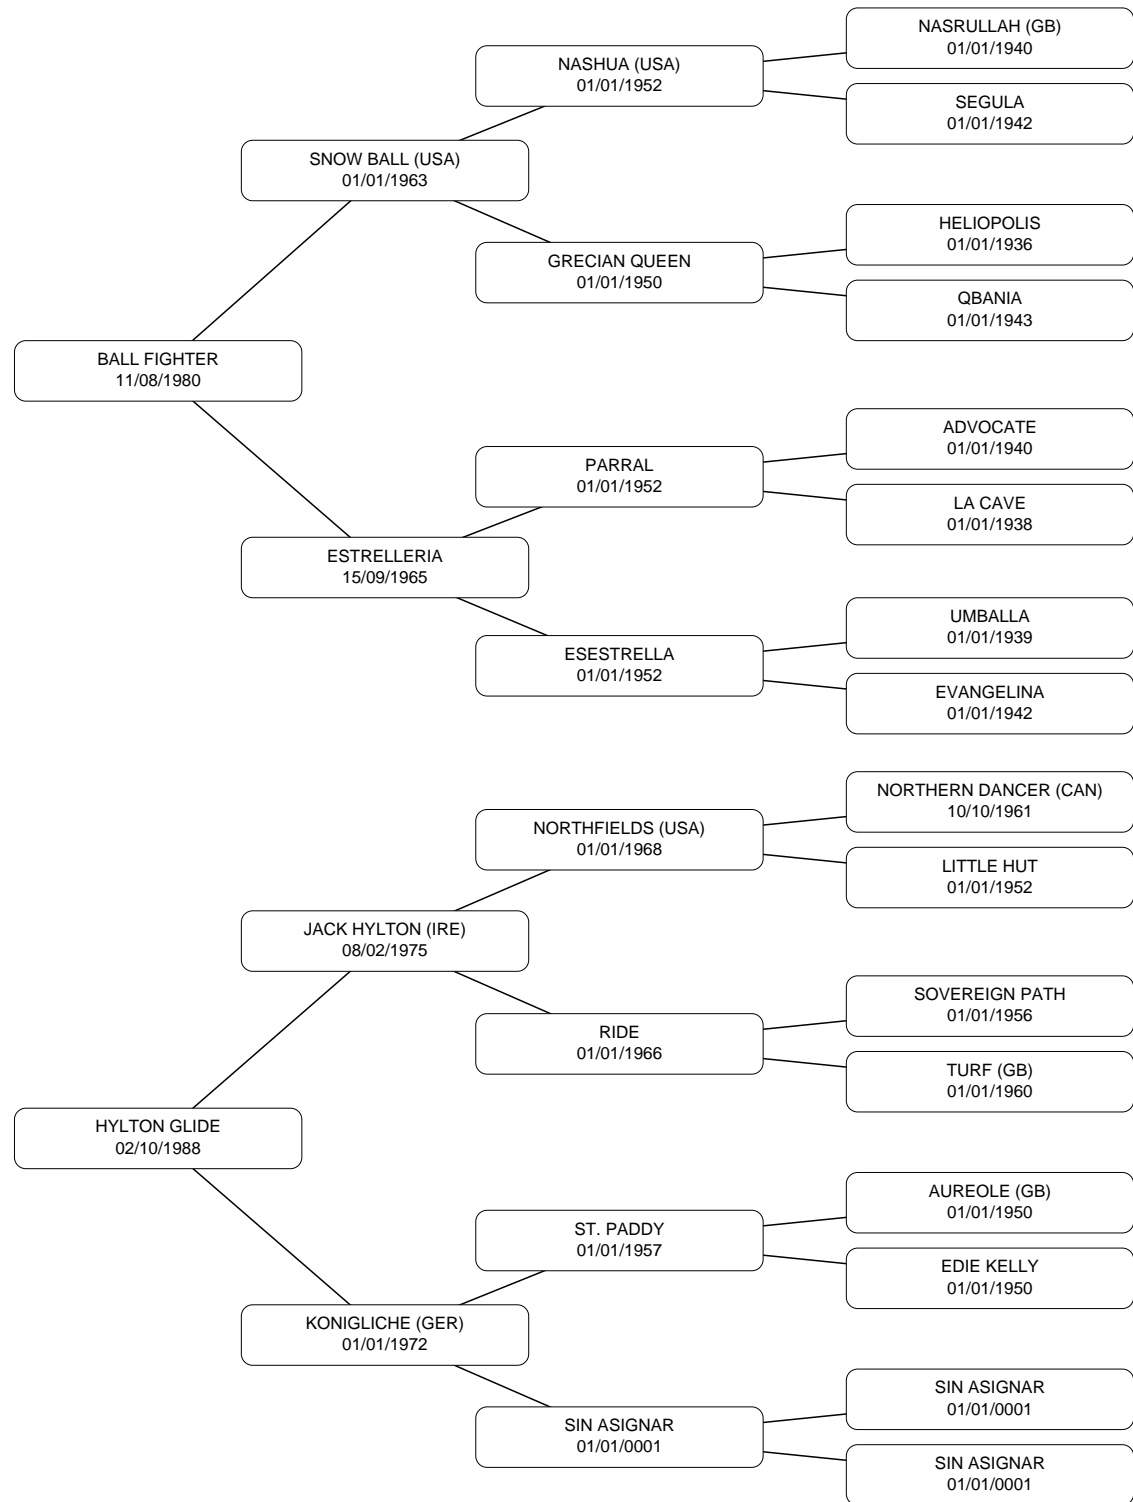 NASRULLAH (GB)
01/01/1940
NASHUA (USA)
01/01/1952
SEGULA
01/01/1942
SNOW BALL (USA)
01/01/1963
HELIOPOLIS
01/01/1936
GRECIAN QUEEN
01/01/1950
QBANIA
01/01/1943
BALL FIGHTER
11/08/1980
ADVOCATE
01/01/1940
PARRAL
01/01/1952
LA CAVE
01/01/1938
ESTRELLERIA
15/09/1965
UMBALLA
01/01/1939
ESESTRELLA
01/01/1952
EVANGELINA
01/01/1942
NORTHERN DANCER (CAN)
10/10/1961
NORTHFIELDS (USA)
01/01/1968
LITTLE HUT
01/01/1952
JACK HYLTON (IRE)
08/02/1975
SOVEREIGN PATH
01/01/1956
RIDE
01/01/1966
TURF (GB)
01/01/1960
HYLTON GLIDE
02/10/1988
AUREOLE (GB)
01/01/1950
ST. PADDY
01/01/1957
EDIE KELLY
01/01/1950
KONIGLICHE (GER)
01/01/1972
SIN ASIGNAR
01/01/0001
SIN ASIGNAR
01/01/0001
SIN ASIGNAR
01/01/0001